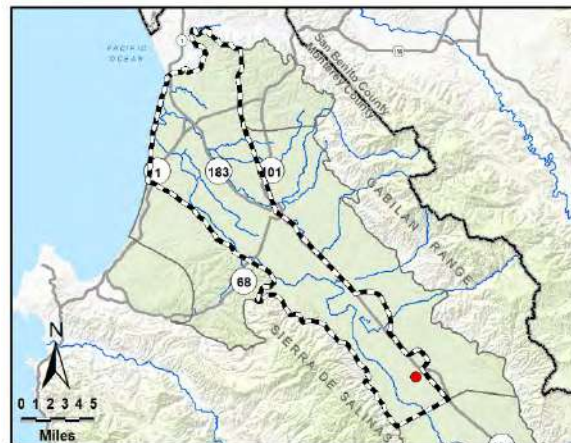 PACIFIC
OCEAN
1
San Benito County
Monterey County
1
183
101
GABILAN RANGE
68
SIERRA DE SALINAS
N
0 1 2 3 4 5
Miles